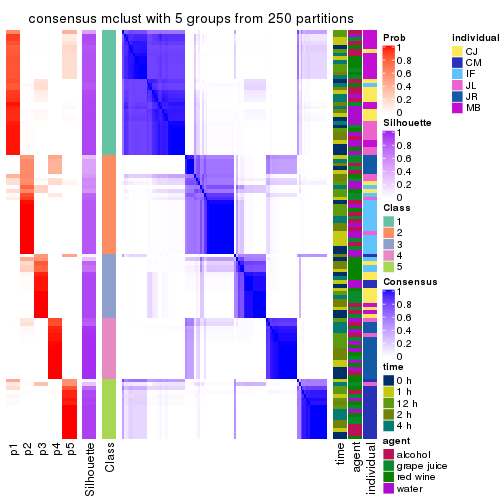 consensus mclust with 5 groups from 250 partitions
Prob
1
0.8
0.6
0.4
0.2
0
Silhouette
1
0.8
0.6
0.4
0.2
0
Class
1
2
3
4
5
Consensus
1
0.8
0.6
0.4
0.2
0
time
0 h
1 h
12 h
2 h
4 h
agent
alcohol
grape juice
red wine
water
individual
CJ
CM
IF
JL
JR
MB
p1
p2
p3
p4
p5
Silhouette
Class
time
agent
individual